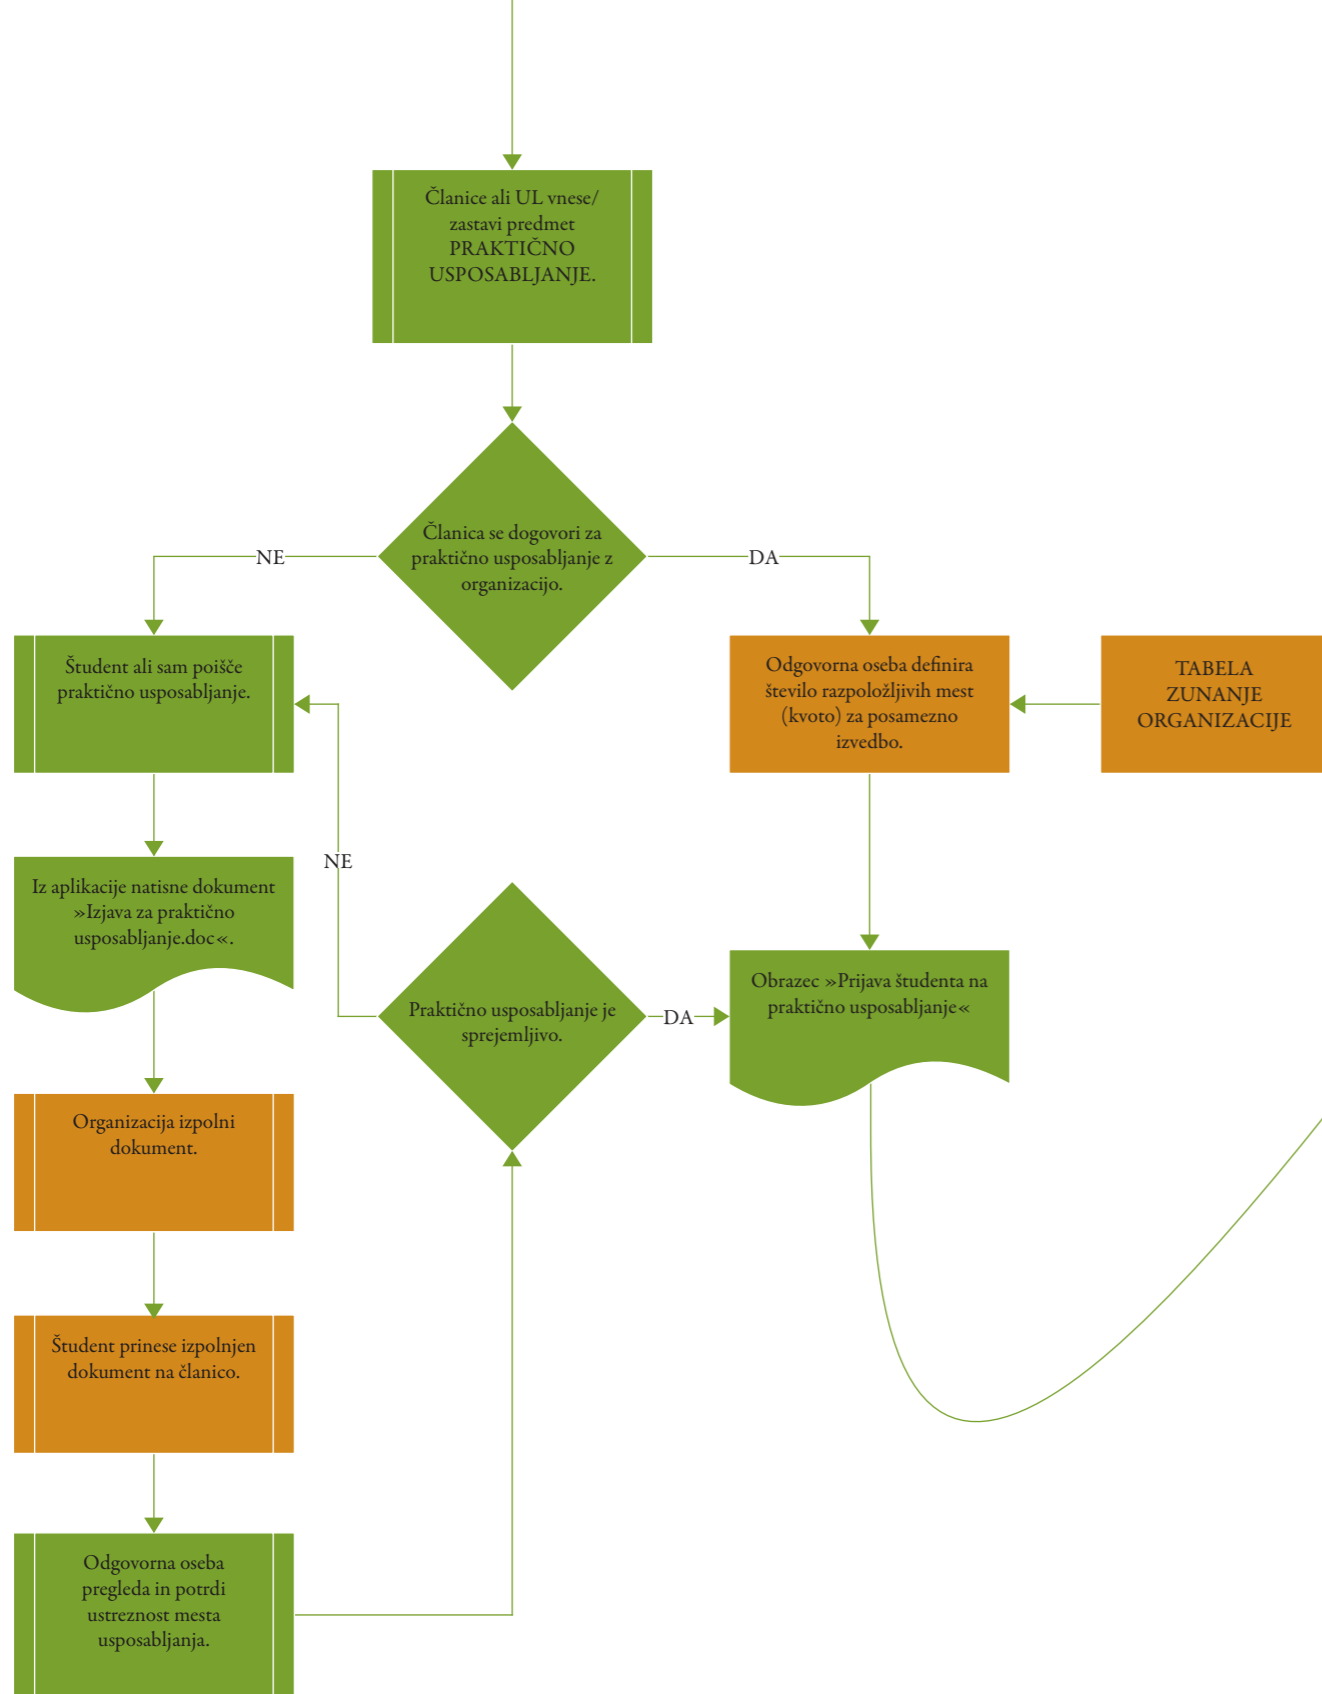 Članice ali UL vnese/
zastavi predmet
PRAKTIČNO
USPOSABLJANJE.
Članica se dogovori za
praktično usposabljanje z
organizacijo.
NE
DA
Študent ali sam poišče
praktično usposabljanje.
Odgovorna oseba definira
število razpoložljivih mest
(kvoto) za posamezno
izvedbo.
TABELA
ZUNANJE
ORGANIZACIJE
NE
Iz aplikacije natisne dokument
»Izjava za praktično
usposabljanje.doc«.
Praktično usposabljanje je
sprejemljivo.
DA
Obrazec »Prijava študenta na
praktično usposabljanje«
Organizacija izpolni
dokument.
Študent prinese izpolnjen
dokument na članico.
Odgovorna oseba
pregleda in potrdi
ustreznost mesta
usposabljanja.